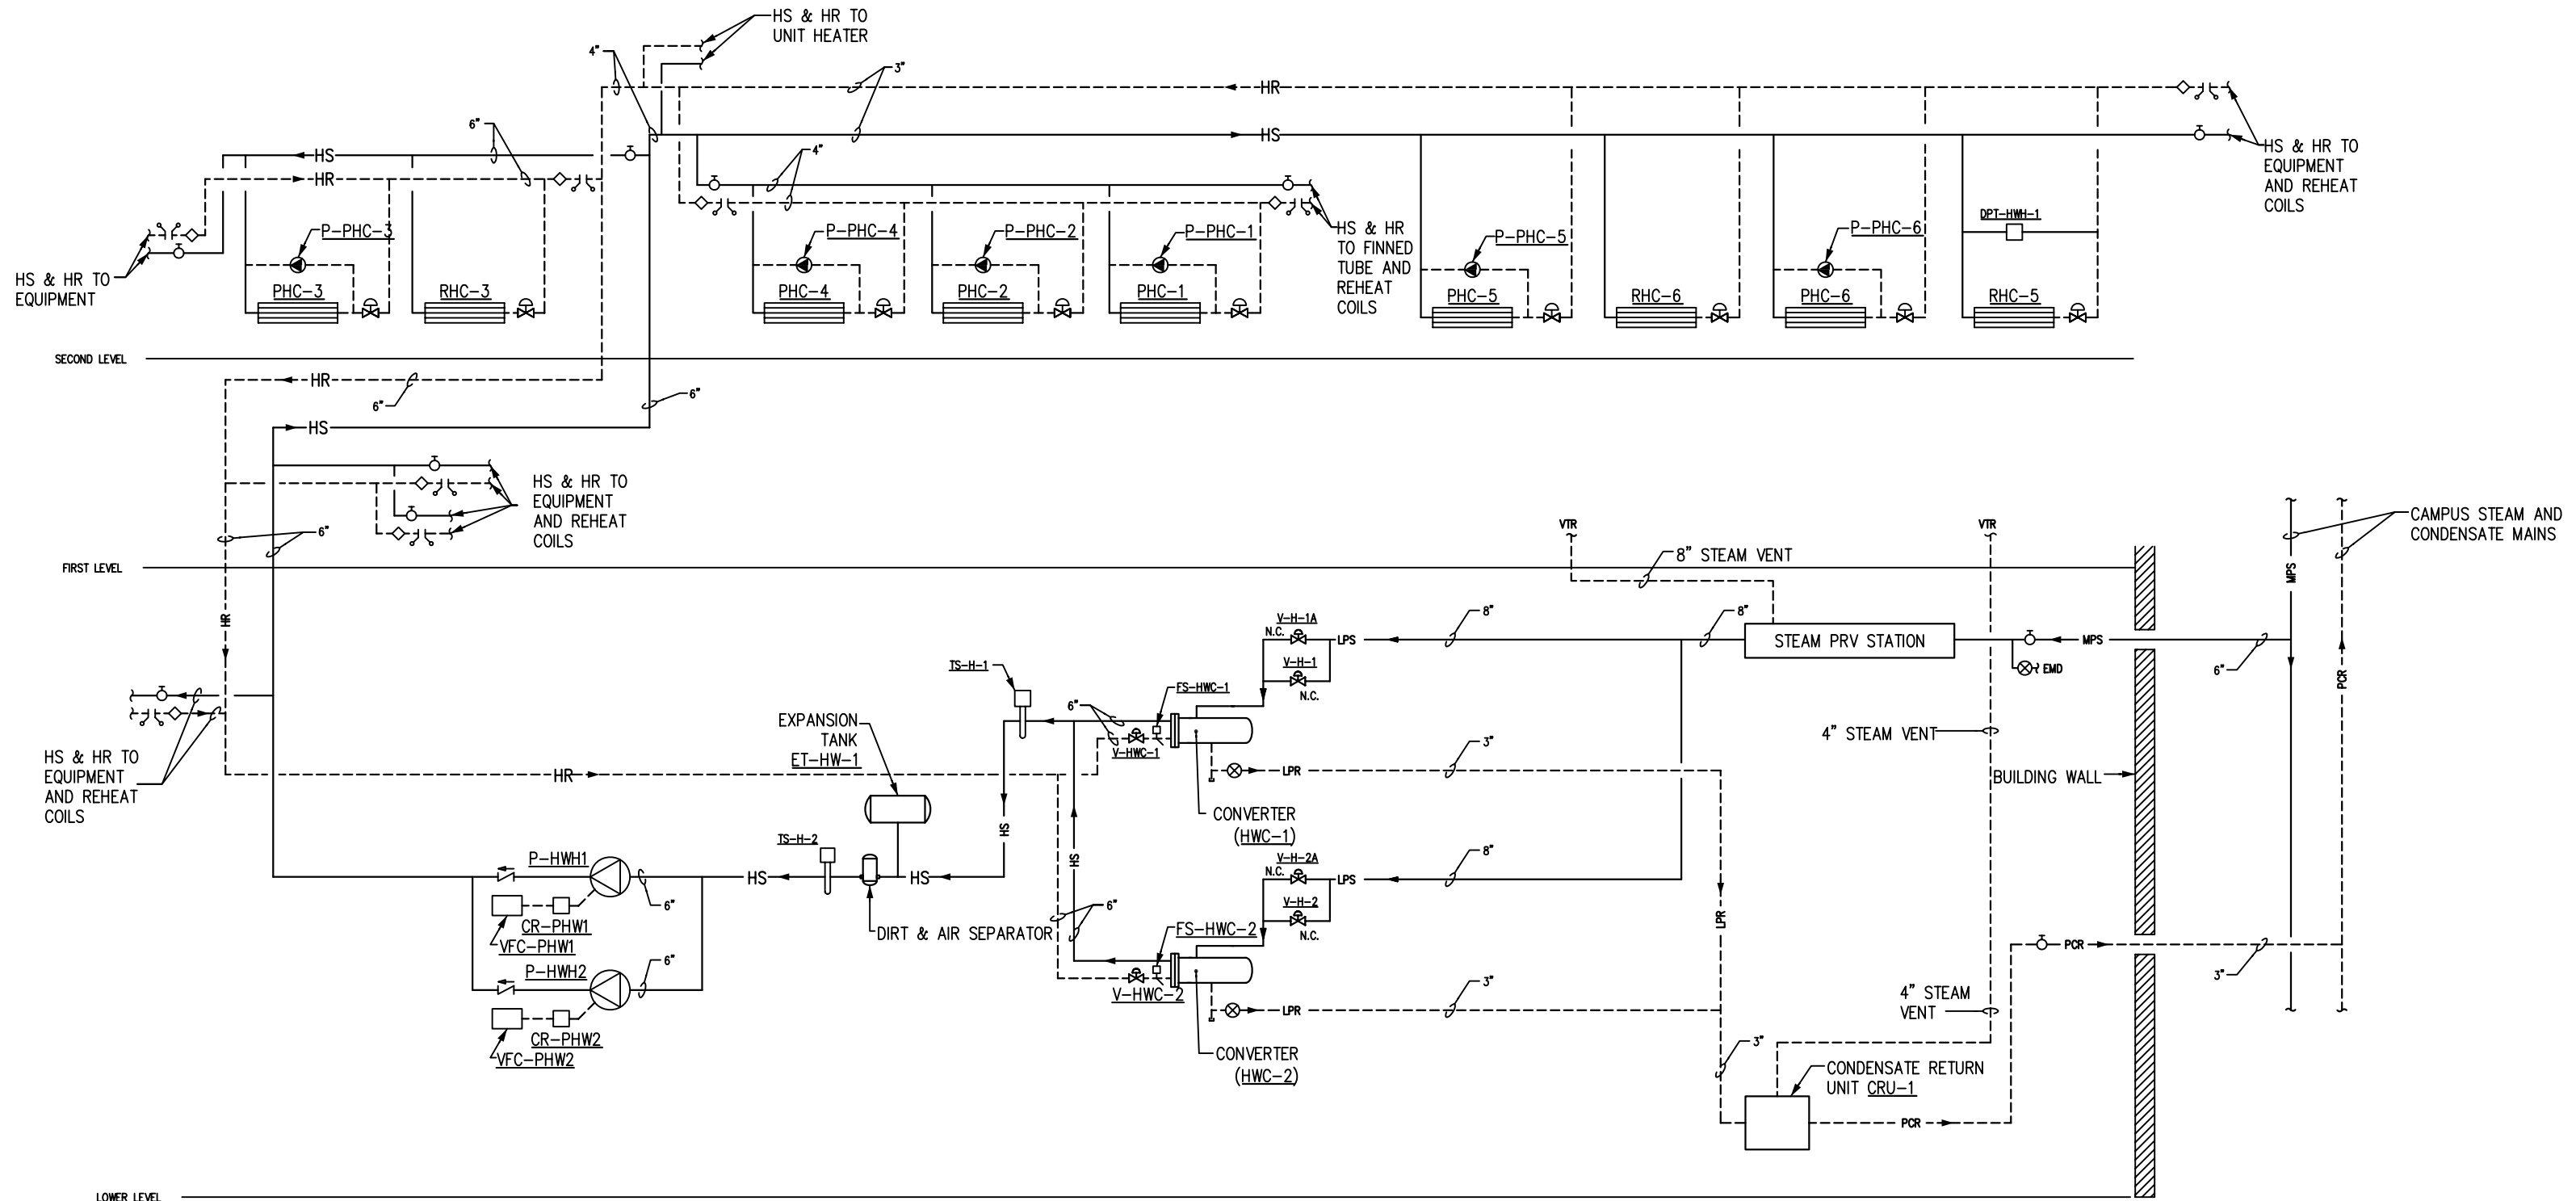 HS & HR TO
UNIT HEATER
4"
3"
HR
6"
HS
HS
HR
4"
HS & HR TO
EQUIPMENT
AND REHEAT
COILS
DPT-HWH-1
P-PHC-3
P-PHC-4
P-PHC-2
P-PHC-1
HS & HR
TO FINNED
TUBE AND
REHEAT
COILS
P-PHC-5
P-PHC-6
HS & HR TO
EQUIPMENT
PHC-3
RHC-3
PHC-4
PHC-2
PHC-1
PHC-5
RHC-6
PHC-6
RHC-5
SECOND LEVEL
HR
6"
6"
HS
HS & HR TO
EQUIPMENT
AND REHEAT
COILS
6"
VTR
VTR
CAMPUS STEAM AND
CONDENSATE MAINS
8" STEAM VENT
FIRST LEVEL
MPS
HR
V-H-1A
N.C.
LPS
8"
8"
STEAM PRV STATION
MPS
EMD
6"
PCR
TS-H-1
V-H-1
N.C.
FS-HWC-1
6"
V-HWC-1
EXPANSION
TANK
ET-HW-1
4" STEAM VENT
3"
HS & HR TO
EQUIPMENT
AND REHEAT
COILS
HR
LPR
BUILDING WALL
CONVERTER
(HWC-1)
HS
HS
TS-H-2
P-HWH1
V-H-2A
N.C.
LPS
8"
HS
HS
6"
CR-PHW1
VFC-PHW1
6"
V-H-2
N.C.
DIRT & AIR SEPARATOR
FS-HWC-2
LPR
PCR
P-HWH2
6"
V-HWC-2
3"
3"
4" STEAM
VENT
LPR
CR-PHW2
VFC-PHW2
CONVERTER
(HWC-2)
3"
CONDENSATE RETURN
UNIT CRU-1
PCR
LOWER LEVEL